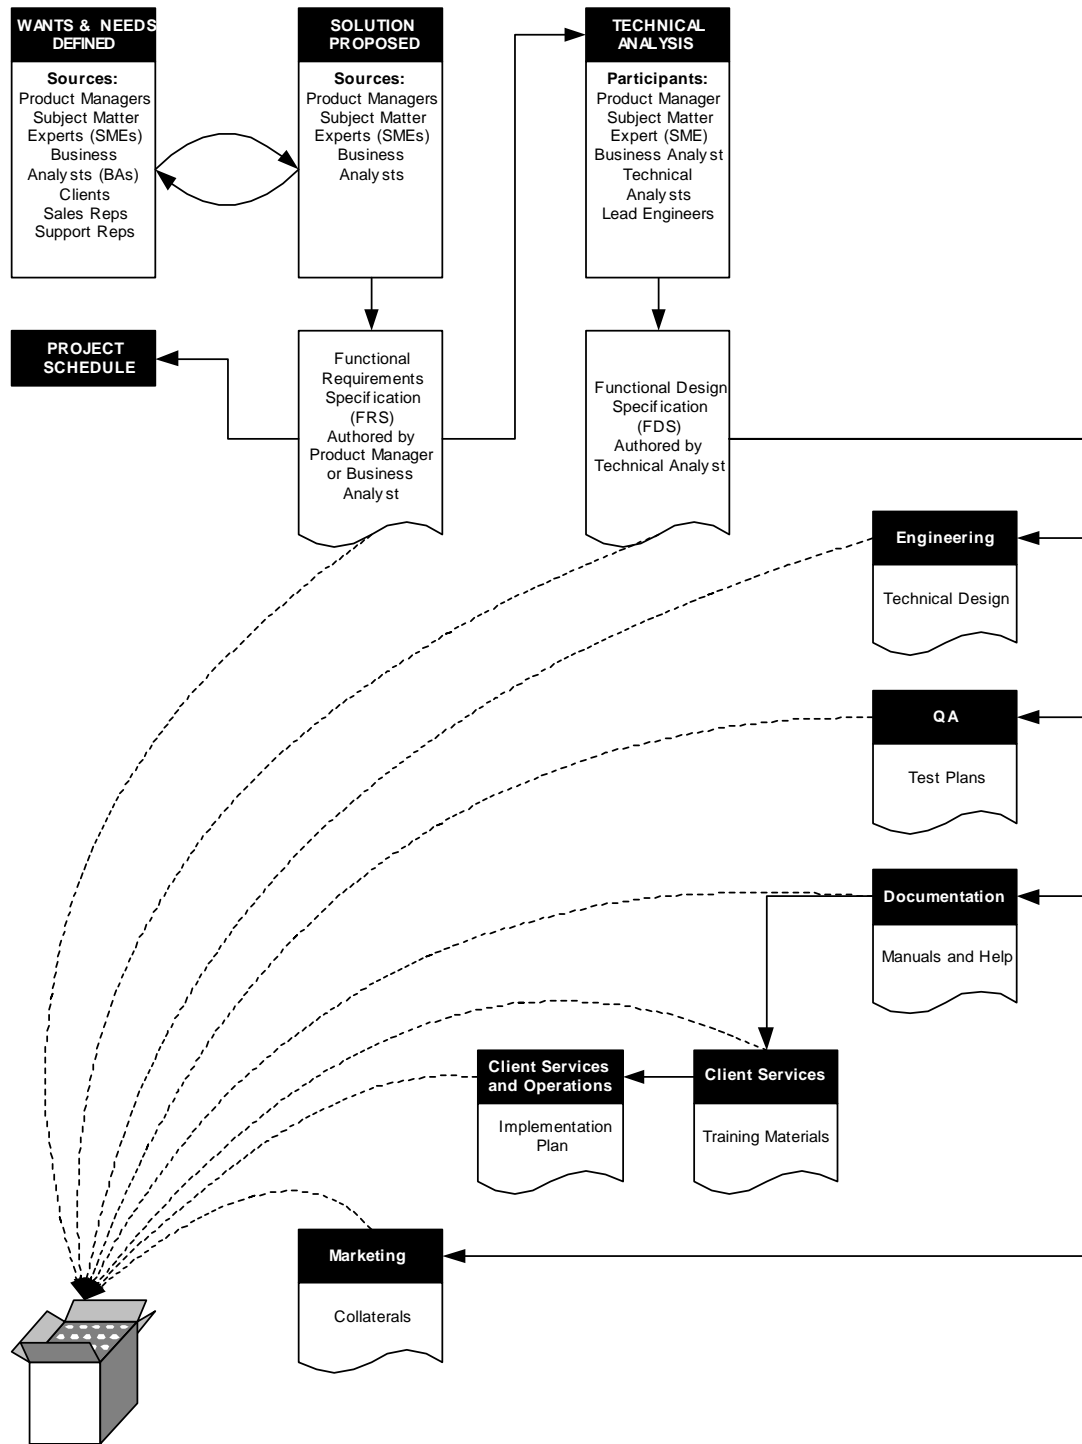 WANTS & NEEDS
DEFINED
Sources:
Product Managers
Subject Matter
Experts (SMEs)
Business
Analysts (BAs)
Clients
Sales Reps
Support Reps
SOLUTION
PROPOSED
Sources:
Product Managers
Subject Matter
Experts (SMEs)
Business
Analysts
TECHNICAL
ANALYSIS
Participants:
Product Manager
Subject Matter
Expert (SME)
Business Analyst
Technical
Analysts
Lead Engineers
PROJECT
SCHEDULE
Functional
Requirements
Specification
(FRS)
Authored by
Product Manager
or Business
Analyst
Functional Design
Specification
(FDS)
Authored by
Technical Analyst
Engineering
Technical Design
QA
Test Plans
Documentation
Manuals and Help
Client Services
and Operations
Implementation
Plan
Client Services
Training Materials
Marketing
Collaterals